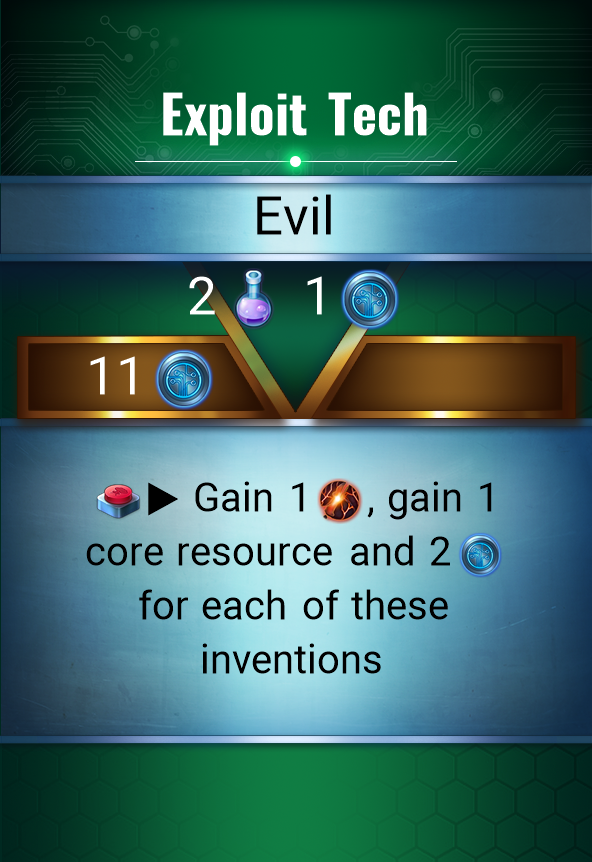 Exploit Tech
Evil
2 1
11
▶ Gain 1 , gain 1
core resource and 2
for each of these
inventions